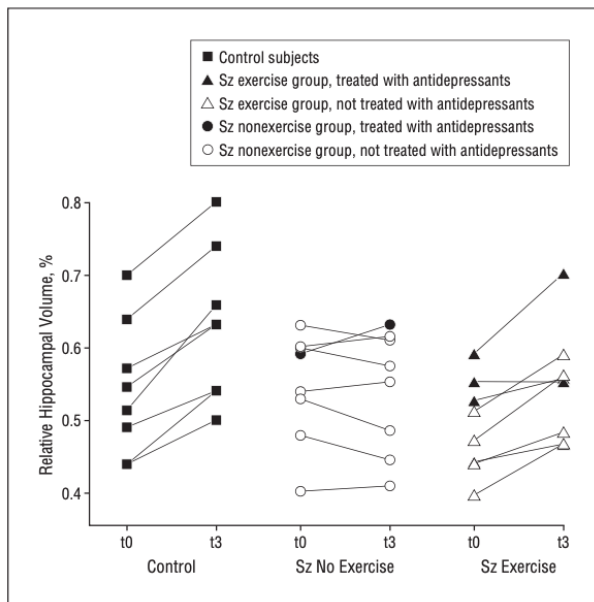 Control subjects
Sz exercise group, treated with antidepressants
Sz exercise group, not treated with antidepressants
Sz nonexercise group, treated with antidepressants
Sz nonexercise group, not treated with antidepressants
Relative Hippocampal Volume, %
0.8
0.7
0.6
0.5
0.4
t0 t3 t0 t3 t0 t3
Control Sz No Exercise Sz Exercise